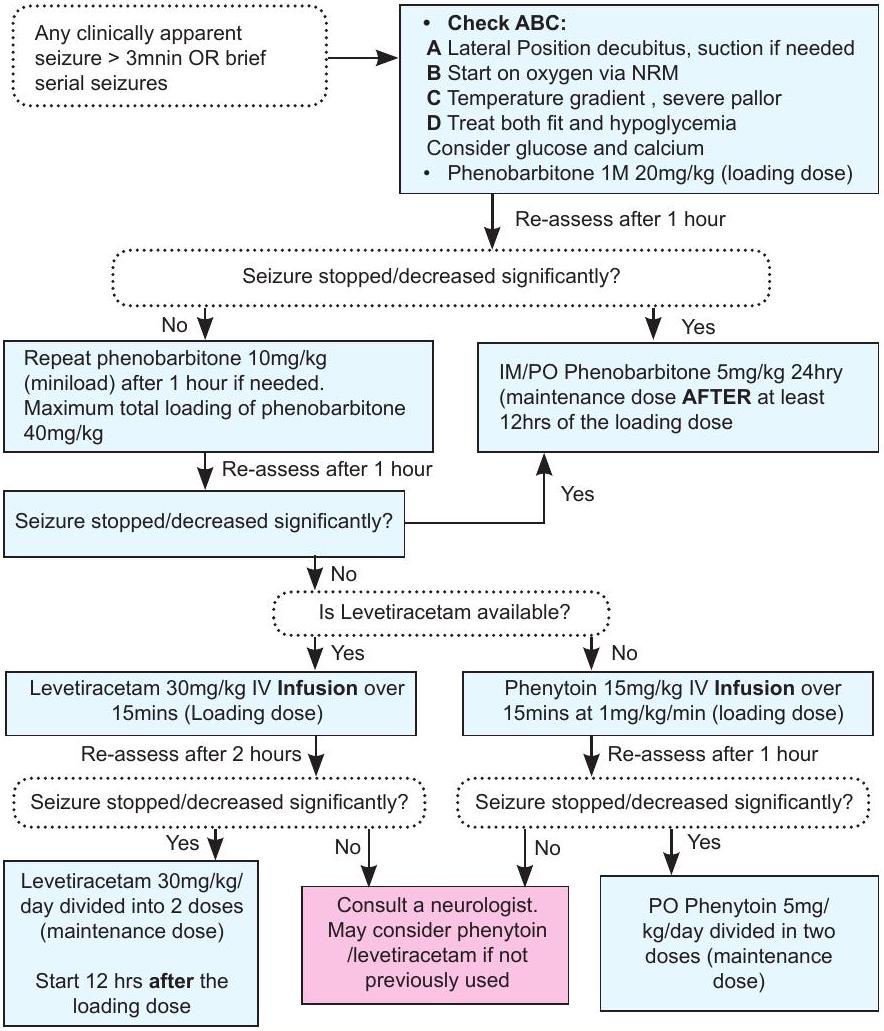 Any clinically apparent
seizure > 3mnin OR brief
serial seizures
• Check ABC:
A Lateral Position decubitus, suction if needed
B Start on oxygen via NRM
C Temperature gradient , severe pallor
D Treat both fit and hypoglycemia
Consider glucose and calcium
• Phenobarbitone 1M 20mg/kg (loading dose)
Re-assess after 1 hour
Seizure stopped/decreased significantly?
No
Yes
Repeat phenobarbitone 10mg/kg
(miniload) after 1 hour if needed.
Maximum total loading of phenobarbitone
40mg/kg
IM/PO Phenobarbitone 5mg/kg 24hry
(maintenance dose AFTER at least
12hrs of the loading dose
Re-assess after 1 hour
Seizure stopped/decreased significantly?
Yes
No
Is Levetiracetam available?
Yes
No
Levetiracetam 30mg/kg IV Infusion over
15mins (Loading dose)
Phenytoin 15mg/kg IV Infusion over
15mins at 1mg/kg/min (loading dose)
Re-assess after 2 hours
Re-assess after 1 hour
Seizure stopped/decreased significantly?
Seizure stopped/decreased significantly?
Yes
No
No
Yes
Levetiracetam 30mg/kg/
day divided into 2 doses
(maintenance dose)
Start 12 hrs after the
loading dose
Consult a neurologist.
May consider phenytoin
/levetiracetam if not
previously used
PO Phenytoin 5mg/
kg/day divided in two
doses (maintenance
dose)